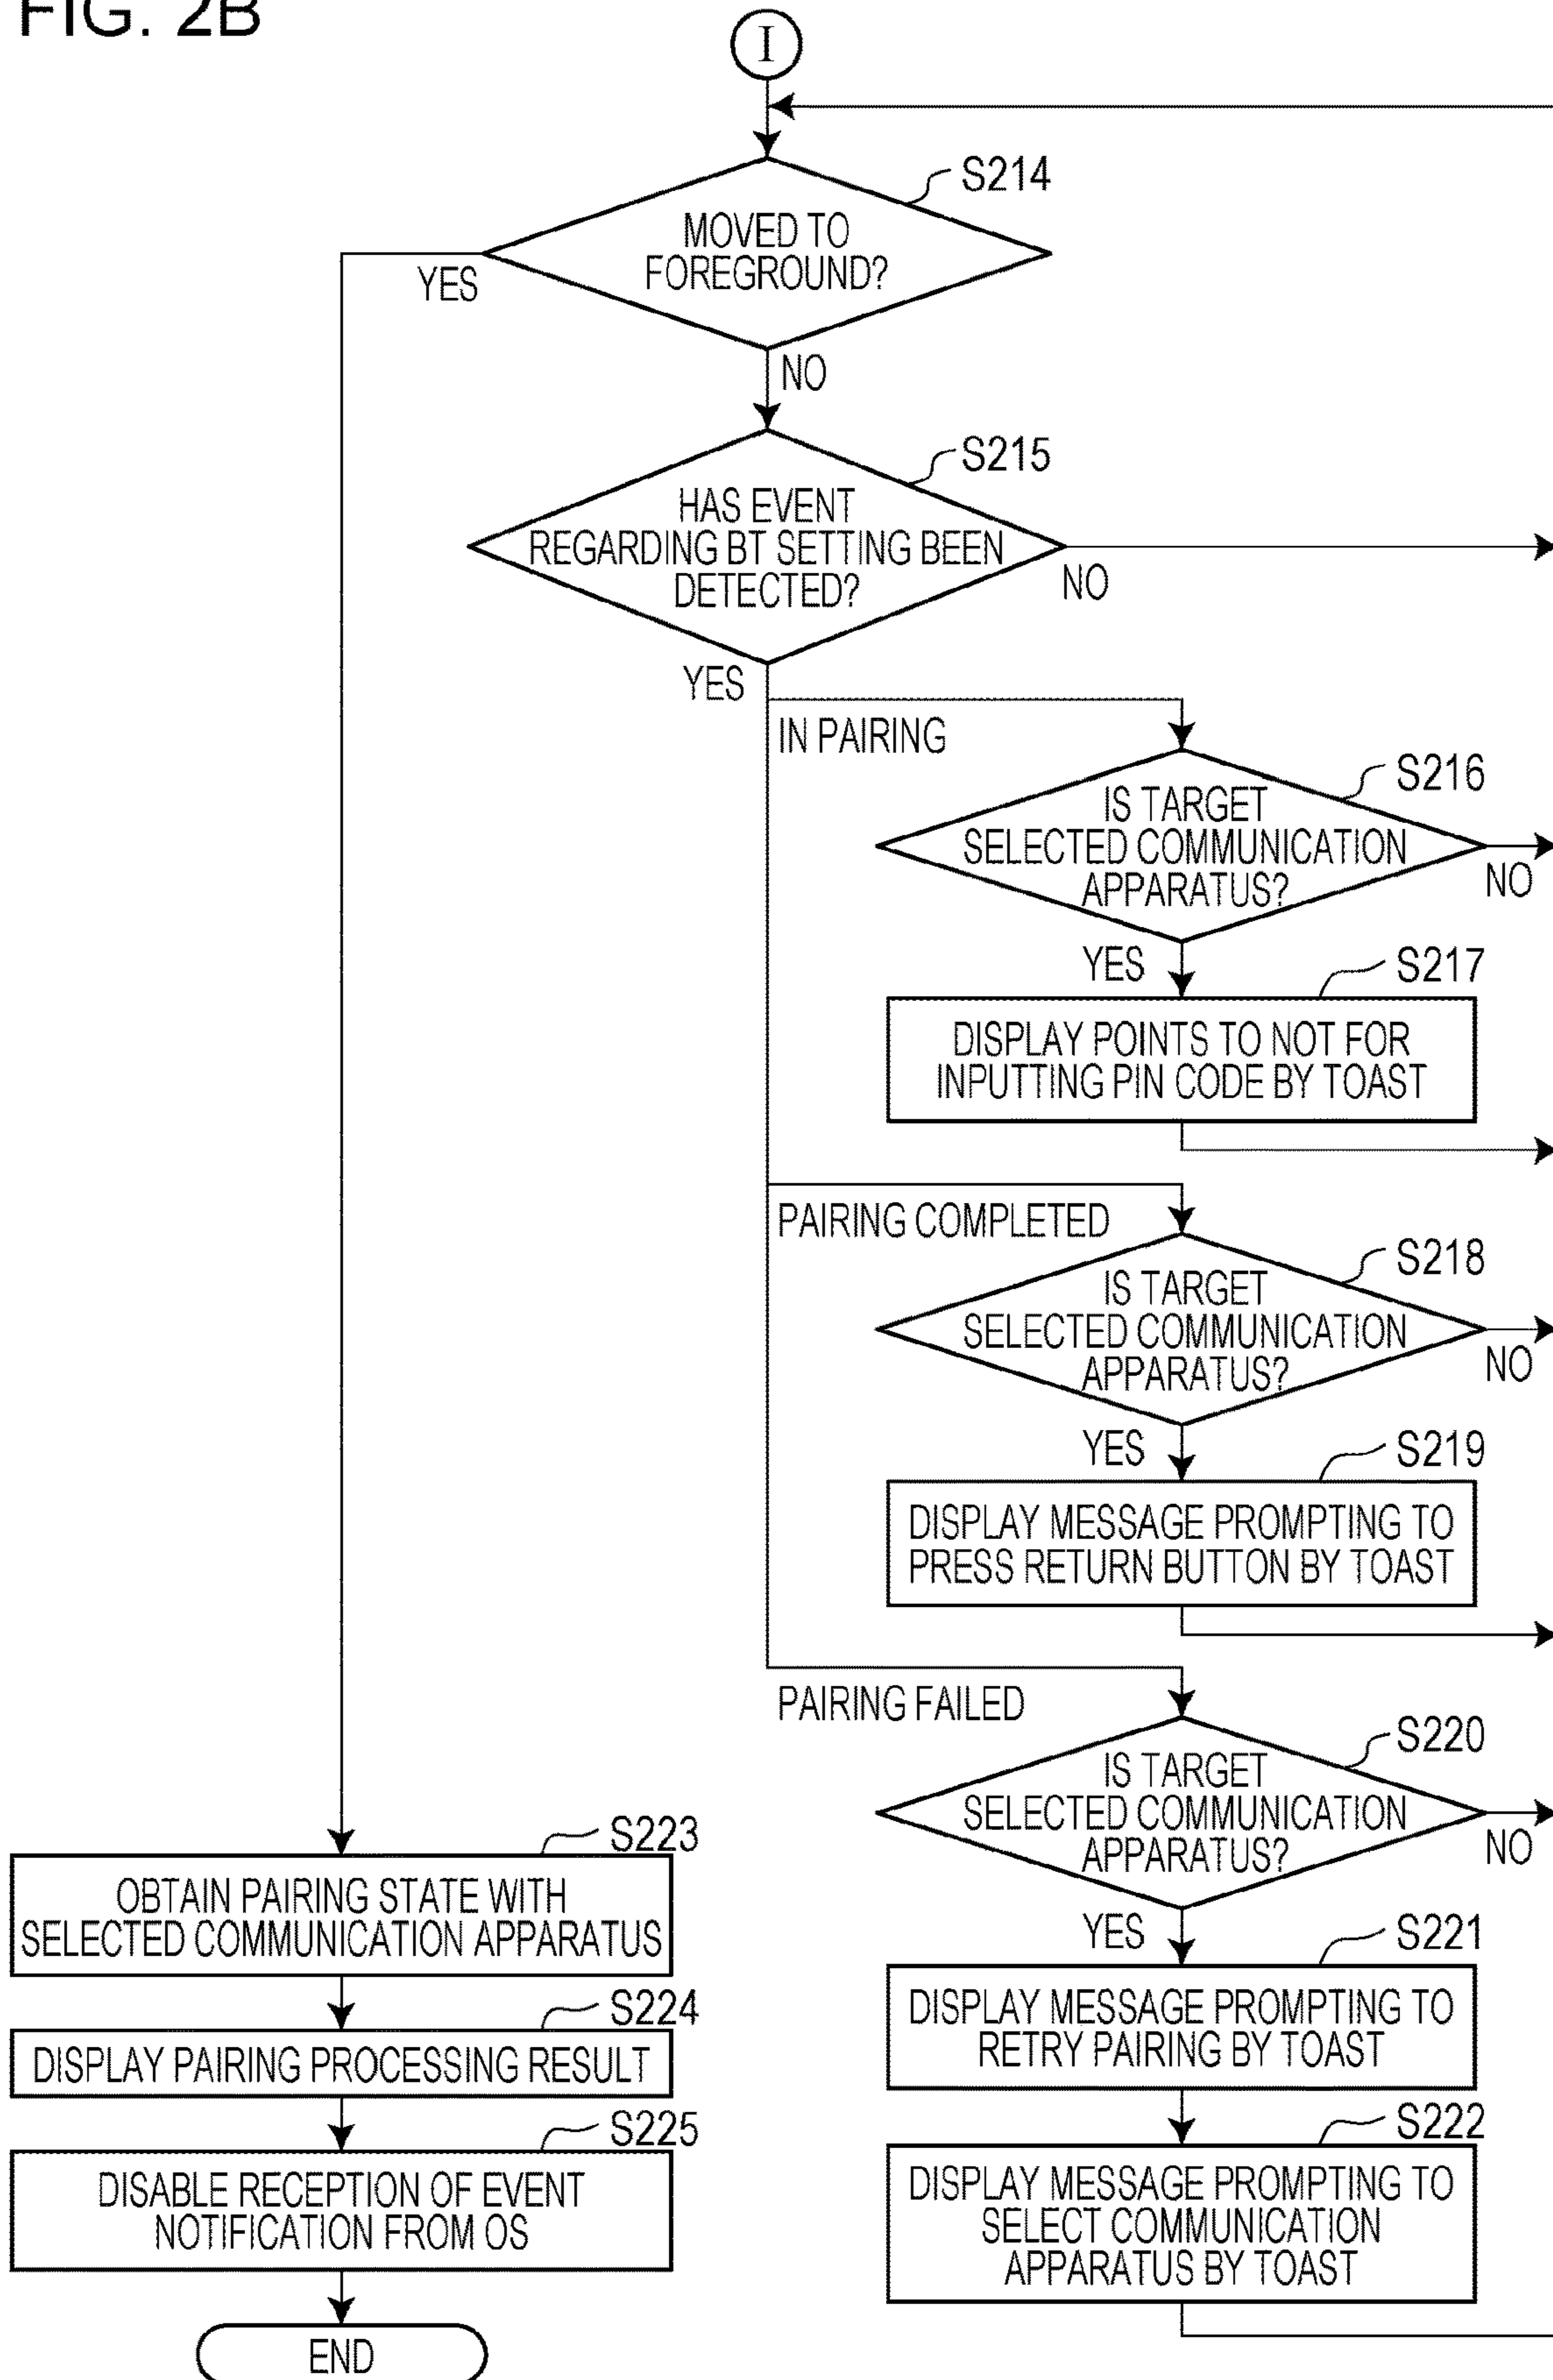 FIG. 2B
I
S214
MOVED TO
FOREGROUND?
YES
NO
S215
HAS EVENT
REGARDING BT SETTING BEEN
DETECTED?
NO
YES
IN PAIRING
S216
IS TARGET
SELECTED COMMUNICATION
APPARATUS?
NO
YES
S217
DISPLAY POINTS TO NOT FOR
INPUTTING PIN CODE BY TOAST
PAIRING COMPLETED
S218
IS TARGET
SELECTED COMMUNICATION
APPARATUS?
NO
YES
S219
DISPLAY MESSAGE PROMPTING TO
PRESS RETURN BUTTON BY TOAST
PAIRING FAILED
S220
IS TARGET
SELECTED COMMUNICATION
APPARATUS?
NO
YES
S221
DISPLAY MESSAGE PROMPTING TO
RETRY PAIRING BY TOAST
S222
DISPLAY MESSAGE PROMPTING TO
SELECT COMMUNICATION
APPARATUS BY TOAST
S223
OBTAIN PAIRING STATE WITH
SELECTED COMMUNICATION APPARATUS
S224
DISPLAY PAIRING PROCESSING RESULT
S225
DISABLE RECEPTION OF EVENT
NOTIFICATION FROM OS
END